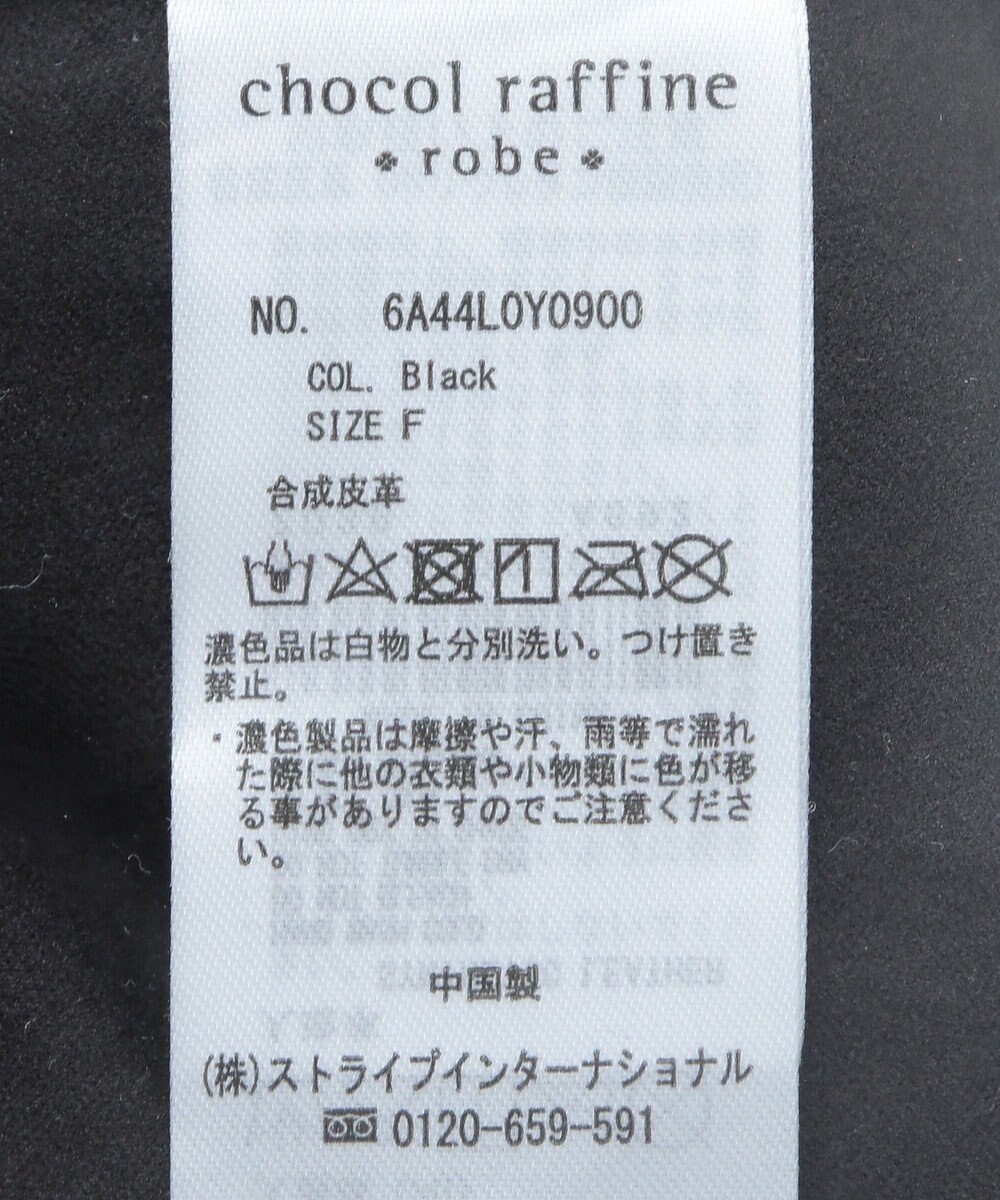 chocol raffine
robe
NO. 6A44L0Y0900
COL. Black
SIZE F
合成皮革
濃色品は白物と分別洗い。つけ置き
禁止。
・濃色製品は摩擦や汗、雨等で濡れ
た際に他の衣類や小物類に色が移
る事がありますのでご注意くださ
い。
中国製
(株)ストライプインターナショナル
0120-659-591